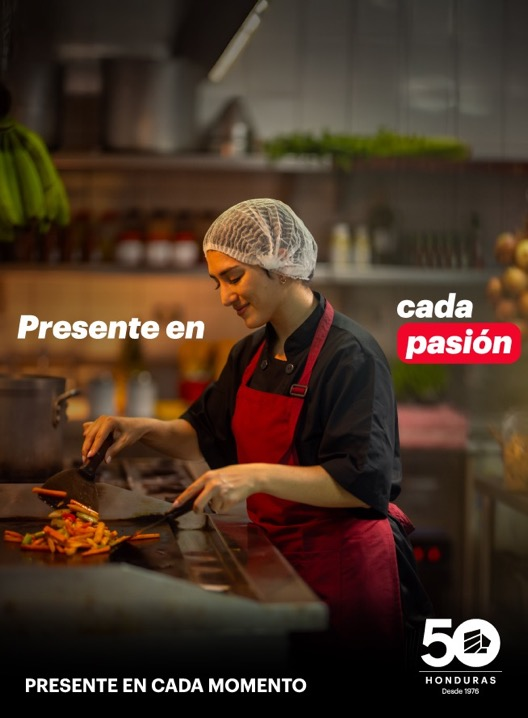 Presente en
cada
pasión
PRESENTE EN CADA MOMENTO
50
HONDURAS
Desde 1976